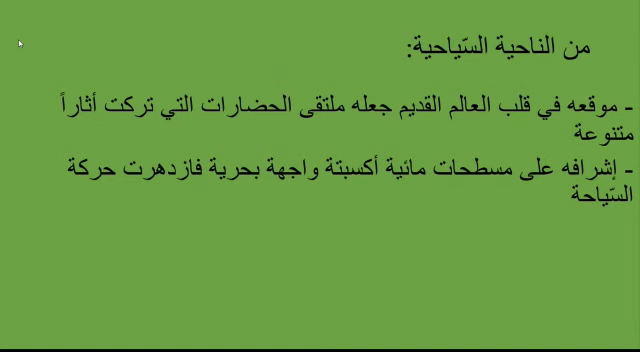 من الناحية السّياحية:
- موقعه في قلب العالم القديم جعله ملتقى الحضارات التي تركت أثاراً
متنوعة
- إشرافه على مسطحات مائية أكسبتة واجهة بحرية فازدهرت حركة
السّياحة